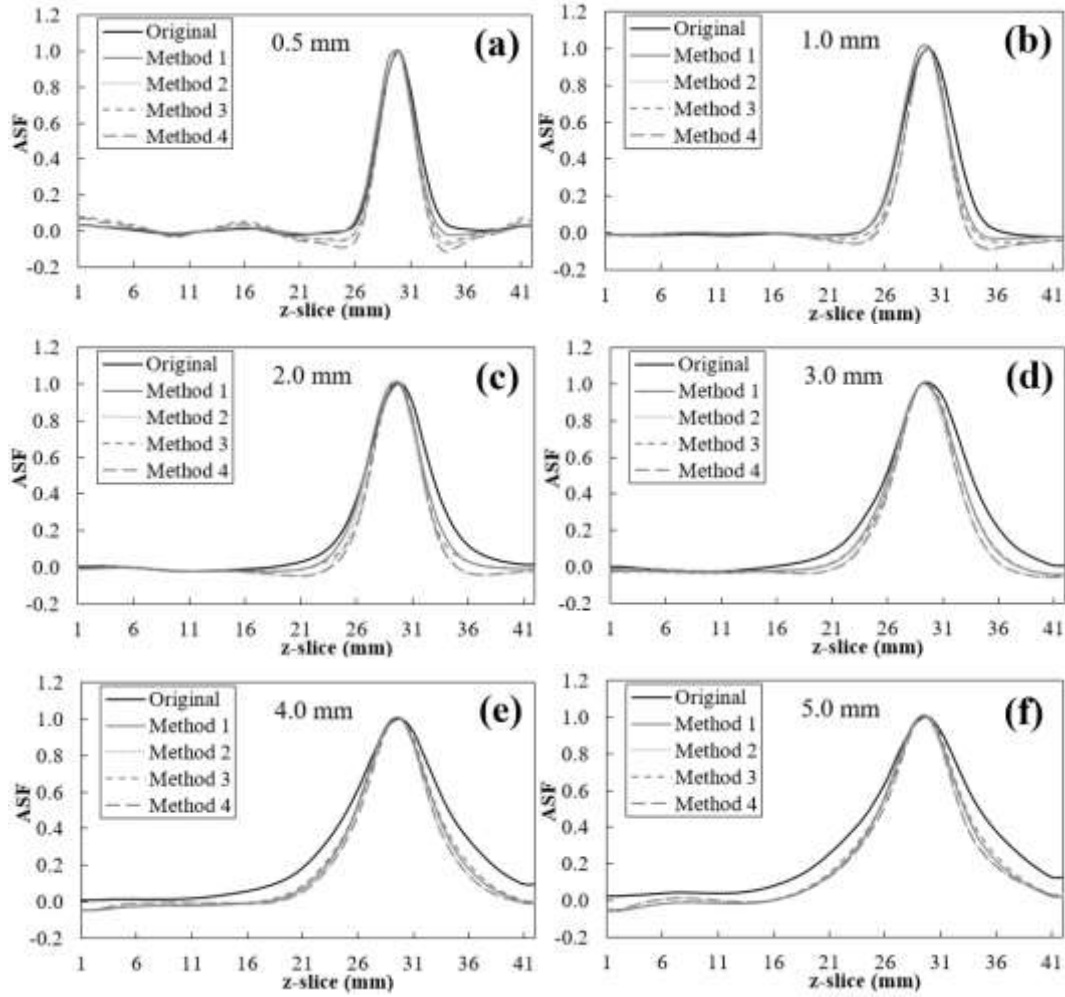 1.2
1.0
0.8
0.6
0.4
0.2
0.0
-0.2
ASF
Original
Method 1
Method 2
Method 3
Method 4
0.5 mm
(a)
1 6 11 16 21 26 31 36 41
z-slice (mm)
1.2
1.0
0.8
0.6
0.4
0.2
0.0
-0.2
ASF
Original
Method 1
Method 2
Method 3
Method 4
1.0 mm
(b)
1 6 11 16 21 26 31 36 41
z-slice (mm)
1.2
1.0
0.8
0.6
0.4
0.2
0.0
-0.2
ASF
Original
Method 1
Method 2
Method 3
Method 4
2.0 mm
(c)
1 6 11 16 21 26 31 36 41
z-slice (mm)
1.2
1.0
0.8
0.6
0.4
0.2
0.0
-0.2
ASF
Original
Method 1
Method 2
Method 3
Method 4
3.0 mm
(d)
1 6 11 16 21 26 31 36 41
z-slice (mm)
1.2
1.0
0.8
0.6
0.4
0.2
0.0
-0.2
ASF
Original
Method 1
Method 2
Method 3
Method 4
4.0 mm
(e)
1 6 11 16 21 26 31 36 41
z-slice (mm)
1.2
1.0
0.8
0.6
0.4
0.2
0.0
-0.2
ASF
Original
Method 1
Method 2
Method 3
Method 4
5.0 mm
(f)
1 6 11 16 21 26 31 36 41
z-slice (mm)